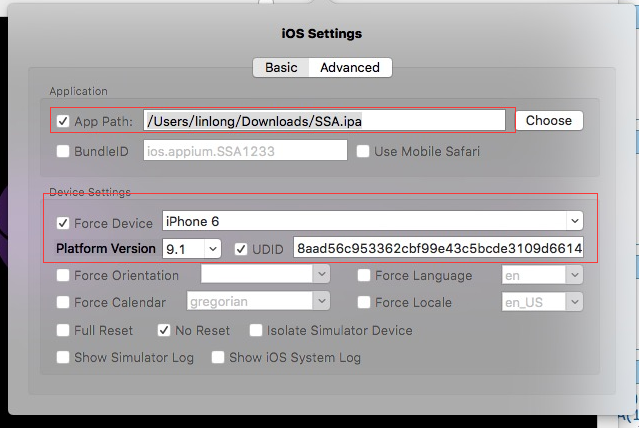 iOS Settings
Basic Advanced
Application
App Path: /Users/linlong/Downloads/SSA.ipa Choose
BundleID ios.appium.SSA1233 Use Mobile Safari
Device Settings
Force Device iPhone 6
Platform Version 9.1 UDID 8aad56c953362cbf99e43c5bcde3109d6614
Force Orientation Force Language en
Force Calendar gregorian Force Locale en_US
Full Reset No Reset Isolate Simulator Device
Show Simulator Log Show iOS System Log